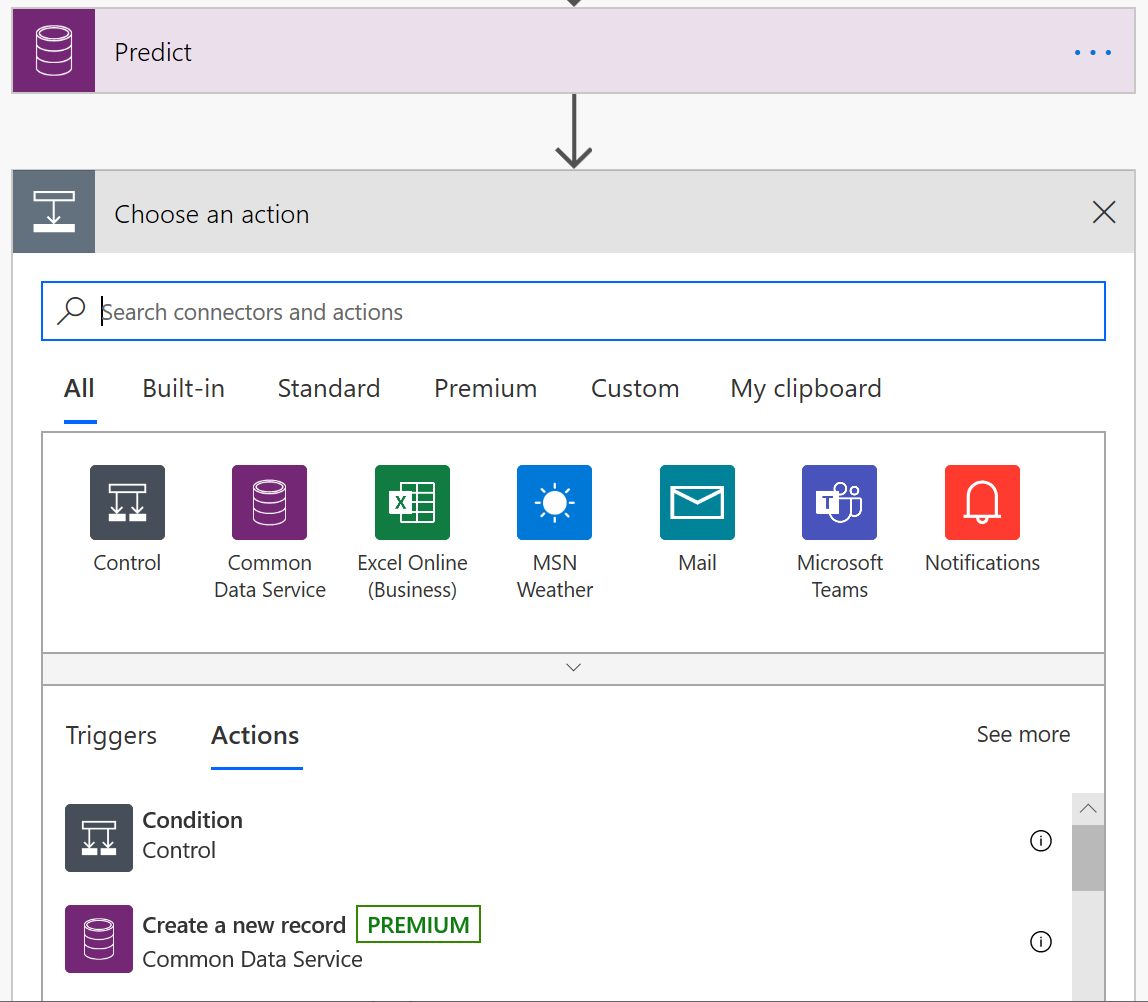 Predict
Choose an action
Search connectors and actions
All Built-in Standard Premium Custom My clipboard
Control
Common
Data Service
Excel Online
(Business)
MSN
Weather
Mail
Microsoft
Teams
Notifications
Triggers Actions See more
Condition
Control
Create a new record PREMIUM
Common Data Service